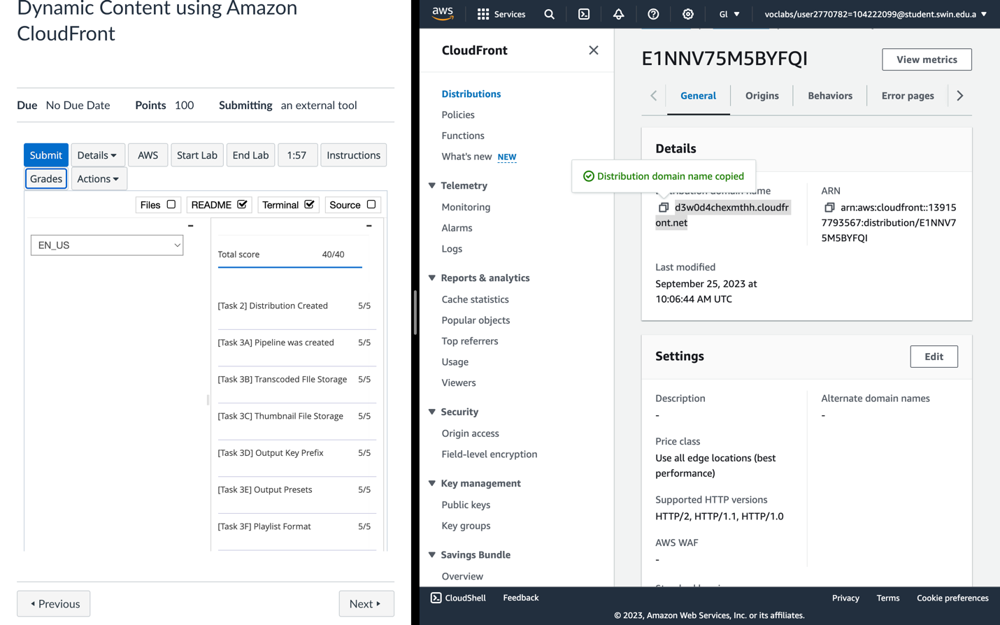 Dynamic Content using Amazon
CloudFront
Due No Due Date Points 100 Submitting an external tool
Submit Details AWS Start Lab End Lab 1:57 Instructions
Grades Actions
Files README Terminal Source
EN_US
Total score 40/40
[Task 2] Distribution Created 5/5
[Task 3A] Pipeline was created 5/5
[Task 3B] Transcoded FIle Storage 5/5
[Task 3C] Thumbnail File Storage 5/5
[Task 3D] Output Key Prefix 5/5
[Task 3E] Output Presets 5/5
[Task 3F] Playlist Format 5/5
Previous Next
aws Services Gl voclabs/user2770782=104222099@student.swin.edu.a
CloudFront
Distributions
Policies
Functions
What's new NEW
Telemetry
Monitoring
Alarms
Logs
Reports & analytics
Cache statistics
Popular objects
Top referrers
Usage
Viewers
Security
Origin access
Field-level encryption
Key management
Public keys
Key groups
Savings Bundle
Overview
E1NNV75M5BYFQI View metrics
General Origins Behaviors Error pages
Details
Distribution domain name copied
name
d3w0d4chexmthh.cloudfr
ont.net
ARN
arn:aws:cloudfront::13915
7793567:distribution/E1NNV7
5M5BYFQI
Last modified
September 25, 2023 at
10:06:44 AM UTC
Settings Edit
Description
-
Alternate domain names
-
Price class
Use all edge locations (best
performance)
Supported HTTP versions
HTTP/2, HTTP/1.1, HTTP/1.0
AWS WAF
-
CloudShell Feedback Privacy Terms Cookie preferences
© 2023, Amazon Web Services, Inc. or its affiliates.